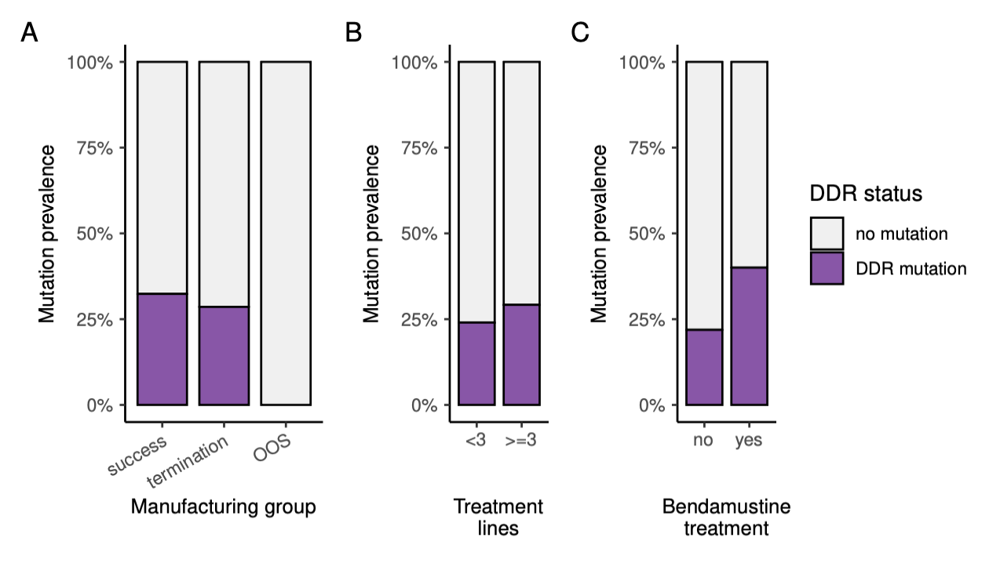 A
Mutation prevalence
100%
75%
50%
25%
0%
success
termination
OOS
Manufacturing group
B
Mutation prevalence
100%
75%
50%
25%
0%
<3
>=3
Treatment
lines
C
Mutation prevalence
100%
75%
50%
25%
0%
no
yes
Bendamustine
treatment
DDR status
no mutation
DDR mutation